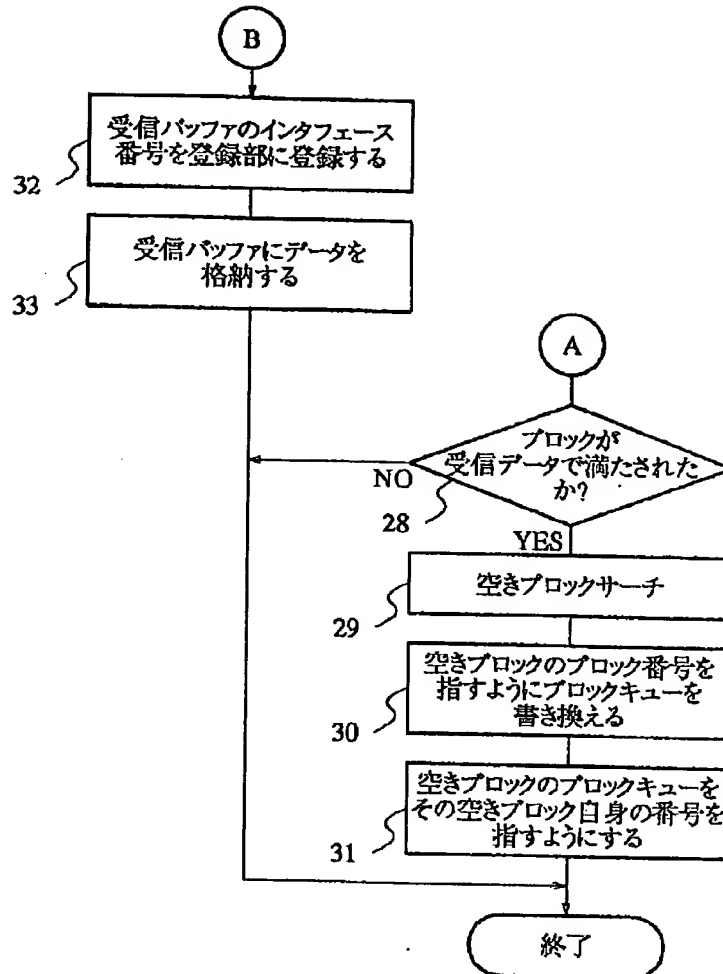 B
受信バッファのインタフェース
番号を登録部に登録する
32
受信バッファにデータを
格納する
33
A
ブロックが
受信データで満たされた
か?
NO
28
YES
空きブロックサーチ
29
空きブロックのブロック番号を
指すようにブロックキューを
書き換える
30
空きブロックのブロックキューを
その空きブロック自身の番号を
指すようにする
31
終了